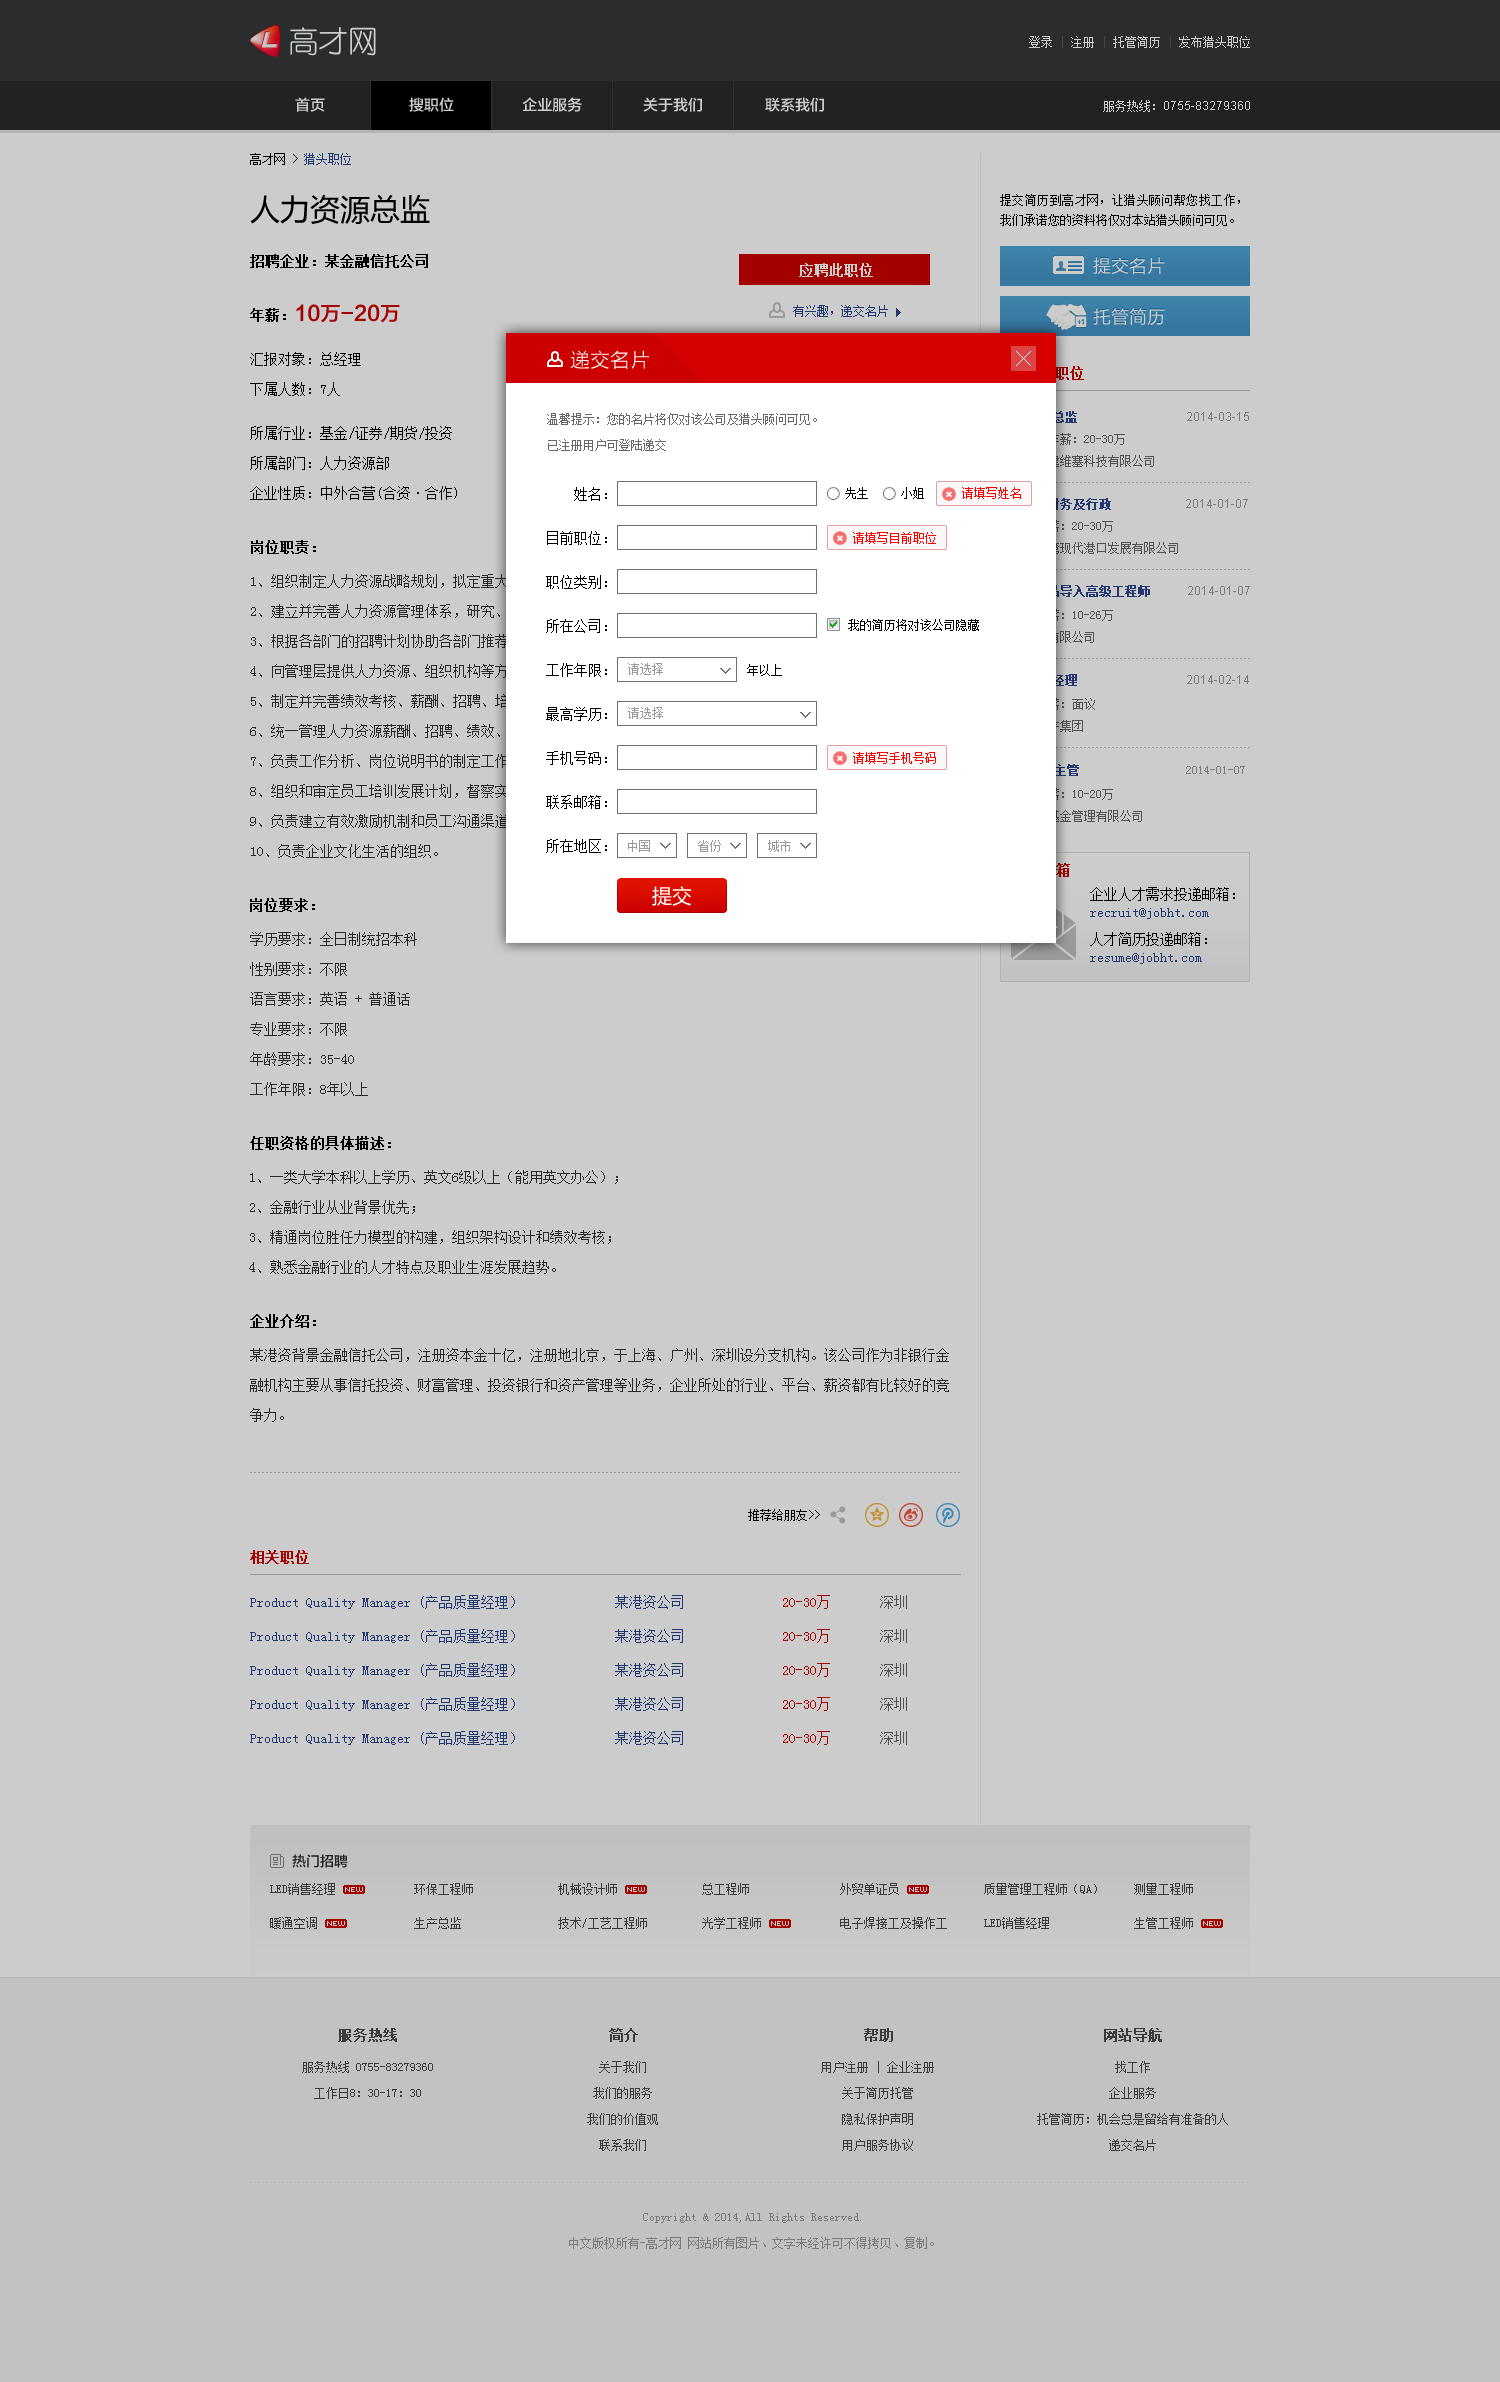 高才网
登录 | 注册 | 托管简历 | 发布猎头职位
首页 搜职位 企业服务 关于我们 联系我们
服务热线：0755-83279360
高才网 > 猎头职位
人力资源总监
招聘企业：某金融信托公司
应聘此职位
年薪：10万-20万
有兴趣，递交名片
汇报对象：总经理
下属人数：7人
所属行业：基金/证券/期货/投资
所属部门：人力资源部
企业性质：中外合营(合资·合作)
岗位职责：
1、组织制定人力资源战略规划，拟定重大
2、建立并完善人力资源管理体系，研究、
3、根据各部门的招聘计划协助各部门推荐
4、向管理层提供人力资源、组织机构等方
5、制定并完善绩效考核、薪酬、招聘、培
6、统一管理人力资源薪酬、招聘、绩效、
7、负责工作分析、岗位说明书的制定工作
8、组织和审定员工培训发展计划，督察实
9、负责建立有效激励机制和员工沟通渠道
10、负责企业文化生活的组织。
岗位要求：
学历要求：全日制统招本科
性别要求：不限
语言要求：英语 + 普通话
专业要求：不限
年龄要求：35-40
工作年限：8年以上
任职资格的具体描述：
1、一类大学本科以上学历、英文6级以上（能用英文办公）；
2、金融行业从业背景优先；
3、精通岗位胜任力模型的构建，组织架构设计和绩效考核；
4、熟悉金融行业的人才特点及职业生涯发展趋势。
企业介绍：
某港资背景金融信托公司，注册资本金十亿，注册地北京，于上海、广州、深圳设分支机构。该公司作为非银行金
融机构主要从事信托投资、财富管理、投资银行和资产管理等业务，企业所处的行业、平台、薪资都有比较好的竞
争力。
推荐给朋友>>
相关职位
Product Quality Manager（产品质量经理） 某港资公司 20-30万 深圳
Product Quality Manager（产品质量经理） 某港资公司 20-30万 深圳
Product Quality Manager（产品质量经理） 某港资公司 20-30万 深圳
Product Quality Manager（产品质量经理） 某港资公司 20-30万 深圳
Product Quality Manager（产品质量经理） 某港资公司 20-30万 深圳
递交名片
温馨提示：您的名片将仅对该公司及猎头顾问可见。
已注册用户可登陆递交
姓名： 先生 小姐 请填写姓名
目前职位： 请填写目前职位
职位类别：
所在公司： 我的简历将对该公司隐藏
工作年限： 请选择 年以上
最高学历： 请选择
手机号码： 请填写手机号码
联系邮箱：
所在地区： 中国 省份 城市
提交
提交简历到高才网，让猎头顾问帮您找工作，
我们承诺您的资料将仅对本站猎头顾问可见。
提交名片
托管简历
职位
总监 2014-03-15
薪：20-30万
维塞科技有限公司
务及行政 2014-01-07
：20-30万
现代港口发展有限公司
导入高级工程师 2014-01-07
：10-26万
有限公司
经理 2014-02-14
：面议
集团
主管 2014-01-07
：10-20万
基金管理有限公司
箱
企业人才需求投递邮箱：
recruit@jobht.com
人才简历投递邮箱：
resume@jobht.com
热门招聘
LED销售经理 NEW 环保工程师 机械设计师 NEW 总工程师 外贸单证员 NEW 质量管理工程师（QA） 测量工程师
暖通空调 NEW 生产总监 技术/工艺工程师 光学工程师 NEW 电子焊接工及操作工 LED销售经理 生管工程师 NEW
服务热线 简介 帮助 网站导航
服务热线 0755-83279360 关于我们 用户注册 | 企业注册 找工作
工作日8：30-17：30 我们的服务 关于简历托管 企业服务
我们的价值观 隐私保护声明 托管简历：机会总是留给有准备的人
联系我们 用户服务协议 递交名片
Copyright & 2014,All Rights Reserved.
中文版权所有-高才网 网站所有图片、文字未经许可不得拷贝、复制。